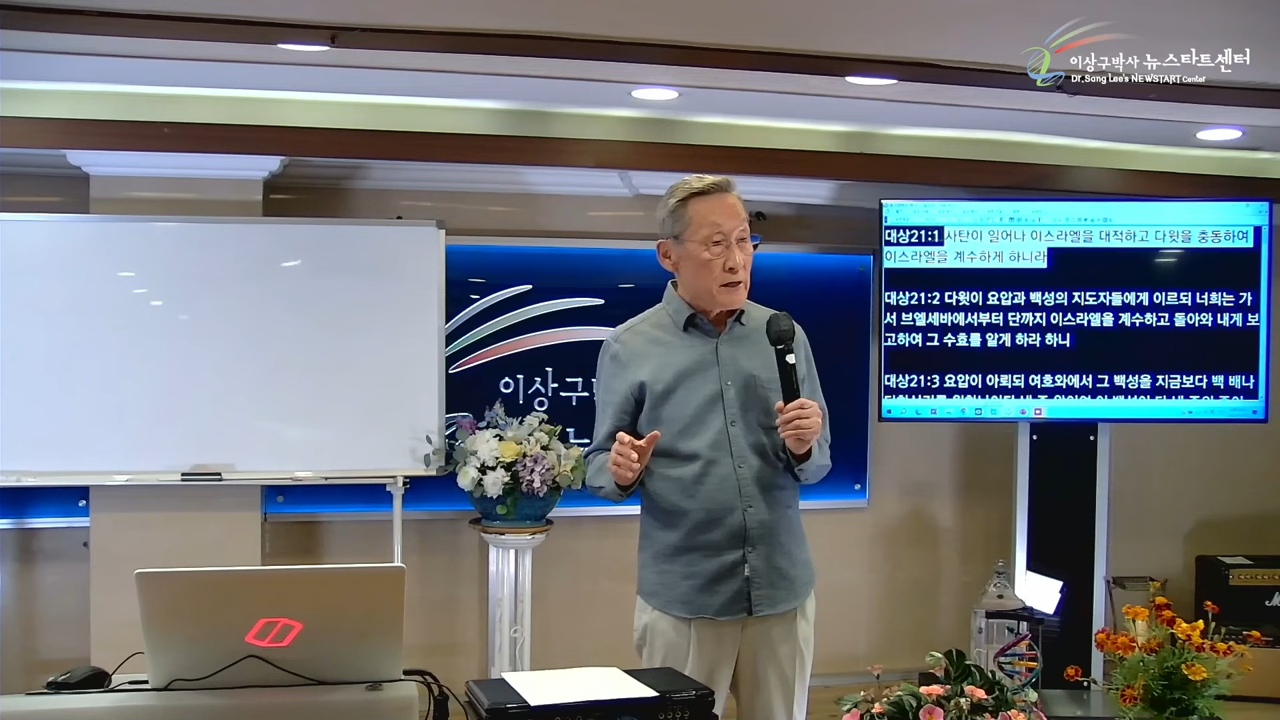 이상구박사 뉴스타트센터
Dr.Sang Lee's NEWSTART Center
대상21:1 사탄이 일어나 이스라엘을 대적하고 다윗을 충동하여
이스라엘을 계수하게 하니라
대상21:2 다윗이 요압과 백성의 지도자들에게 이르되 너희는 가
서 브엘세바에서부터 단까지 이스라엘을 계수하고 돌아와 내게 보
고하여 그 수효를 알게 하라 하니
대상21:3 요압이 아뢰되 여호와께서 그 백성을 지금보다 백 배나
이상구